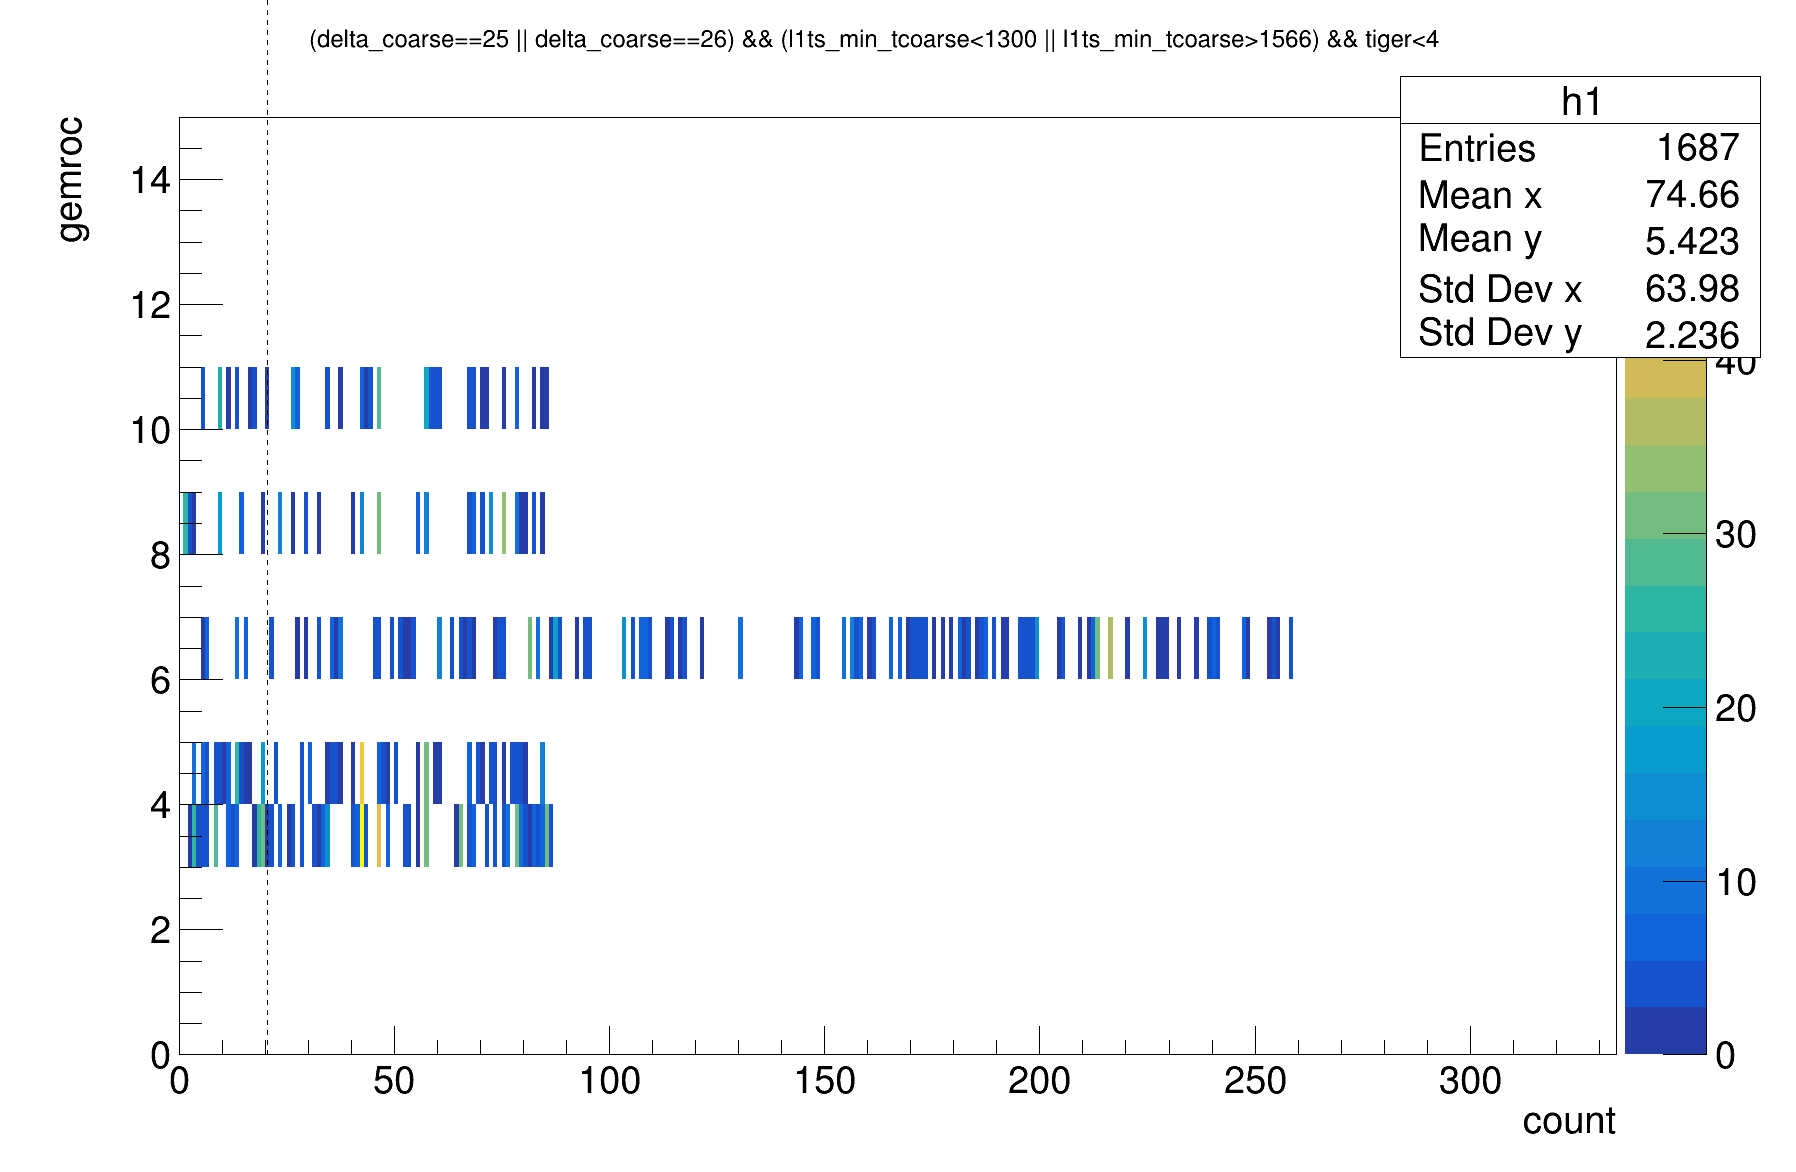 (delta_coarse==25 || delta_coarse==26) && (l1ts_min_tcoarse<1300 || l1ts_min_tcoarse>1566) && tiger<4
h1
Entries 1687
Mean x 74.66
Mean y 5.423
Std Dev x 63.98
Std Dev y 2.236
gemroc
14
12
10
8
6
4
2
0
40
30
20
10
0
0 50 100 150 200 250 300
count